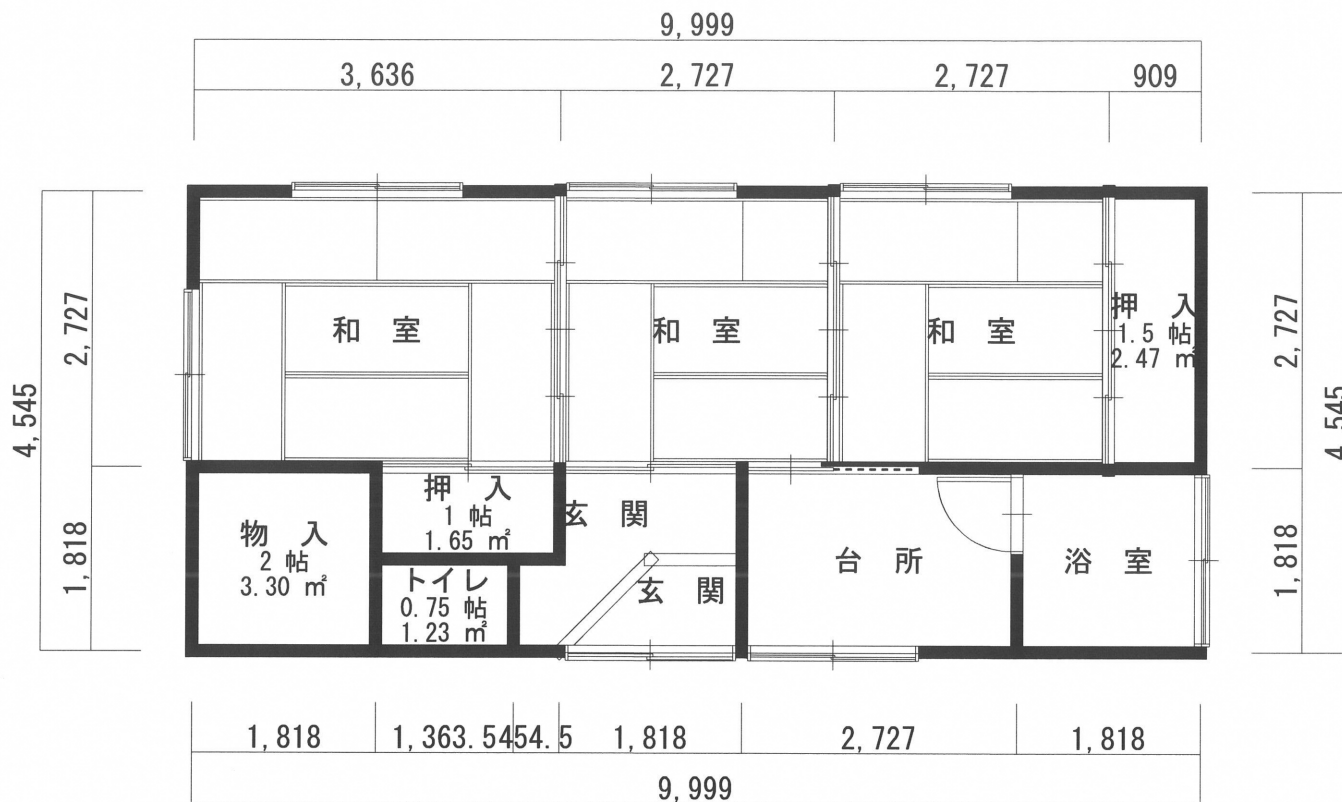 9,999
3,636
2,727
2,727
909
4,545
2,727
1,818
和 室
和 室
和 室
押 入
1.5 帖
2.47 ㎡
物 入
2 帖
3.30 ㎡
押 入
1 帖
1.65 ㎡
トイレ
0.75 帖
1.23 ㎡
玄 関
玄 関
台 所
浴 室
2,727
1,818
4,545
1,818
1,363.5
454.5
1,818
2,727
1,818
9,999